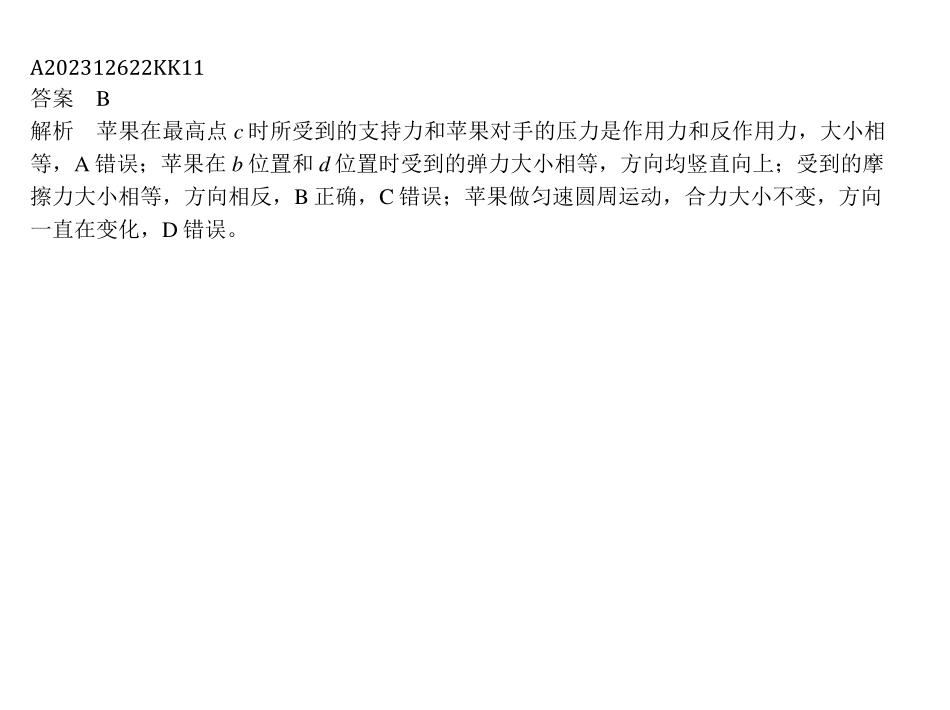 A202312622KK11
答案　B
解析　苹果在最高点 c 时所受到的支持力和苹果对手的压力是作用力和反作用力，大小相
等，A 错误；苹果在 b 位置和 d 位置时受到的弹力大小相等，方向均竖直向上；受到的摩
擦力大小相等，方向相反，B 正确，C 错误；苹果做匀速圆周运动，合力大小不变，方向
一直在变化，D 错误。